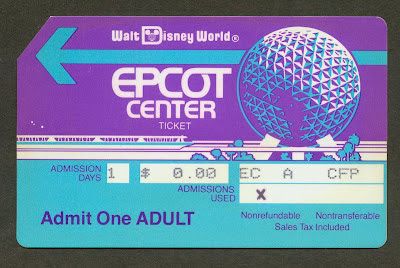 Walt Disney World®
EPCOT
CENTER
TICKET
ADMISSION DAYS 1 $ 0.00 EC A CFP
ADMISSIONS USED X
Admit One ADULT
Nonrefundable Nontransferable
Sales Tax Included